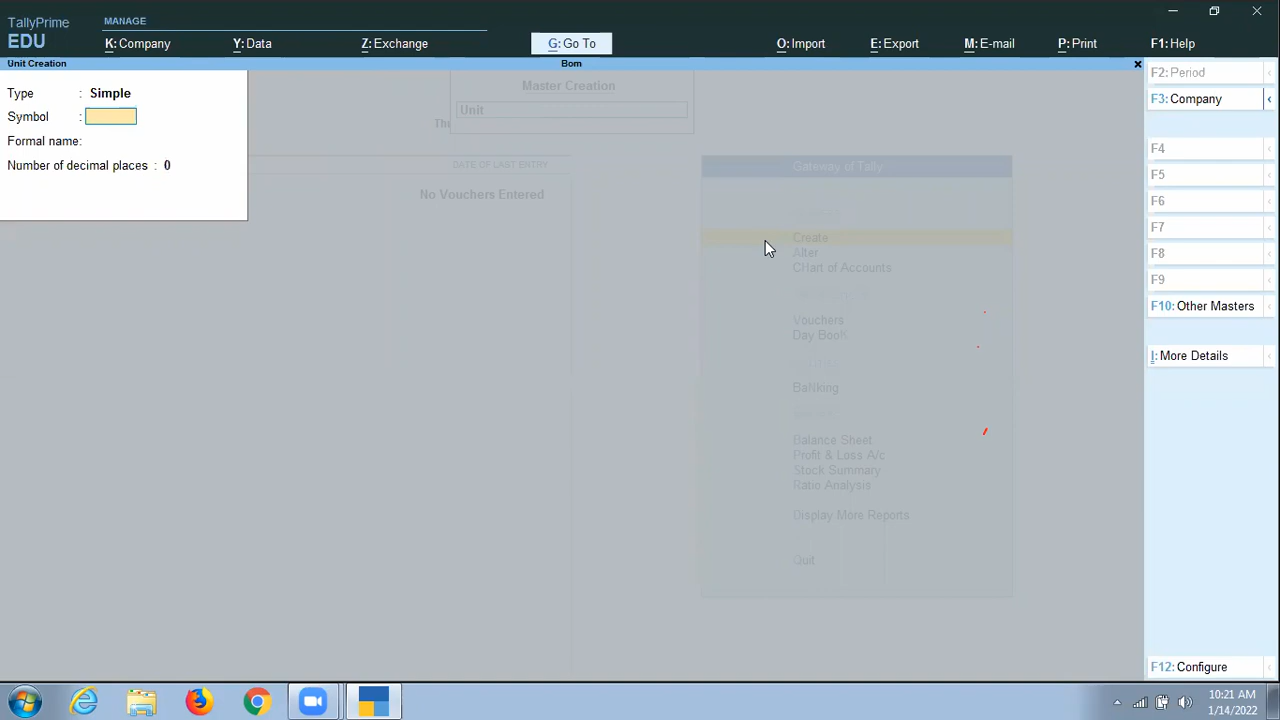 TallyPrime
EDU
MANAGE
K: Company
Y: Data
Z: Exchange
G: Go To
O: Import
E: Export
M: E-mail
P: Print
F1: Help
Unit Creation
Bom
Type : Simple
Symbol :
Formal name:
Number of decimal places : 0
Master Creation
Unit
DATE OF LAST ENTRY
No Vouchers Entered
Gateway of Tally
Create
Alter
CHart of Accounts
Vouchers
Day BooK
BaNking
Balance Sheet
Profit & Loss A/c
Stock Summary
Ratio Analysis
Display More Reports
Quit
F2: Period
F3: Company
F4
F5
F6
F7
F8
F9
F10: Other Masters
I: More Details
F12: Configure
10:21 AM
1/14/2022